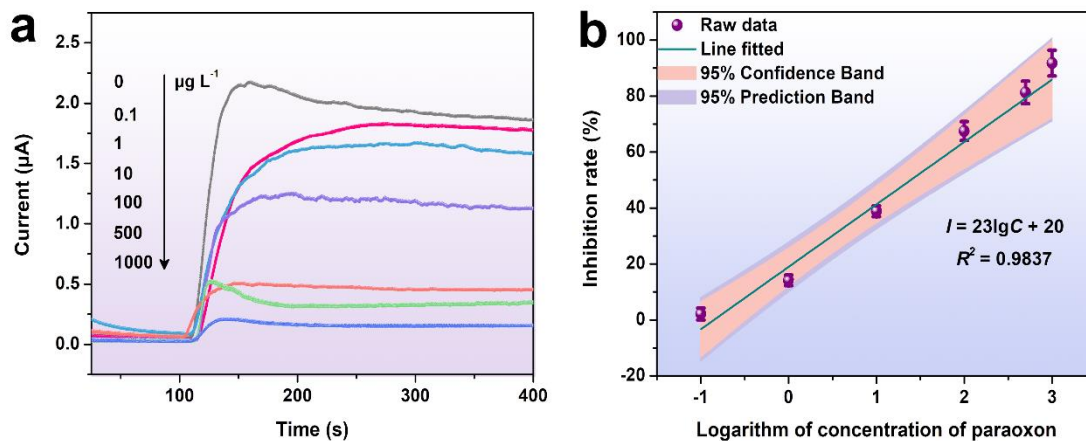 a
2.5
2.0
1.5
1.0
0.5
0.0
Current (µA)
0
µg L⁻¹
0.1
1
10
100
500
1000
100
200
300
400
Time (s)
b
Raw data
Line fitted
95% Confidence Band
95% Prediction Band
100
80
60
40
20
0
-20
Inhibition rate (%)
I = 23lgC + 20
R² = 0.9837
-1
0
1
2
3
Logarithm of concentration of paraoxon